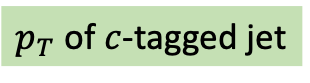 p_T of c-tagged jet